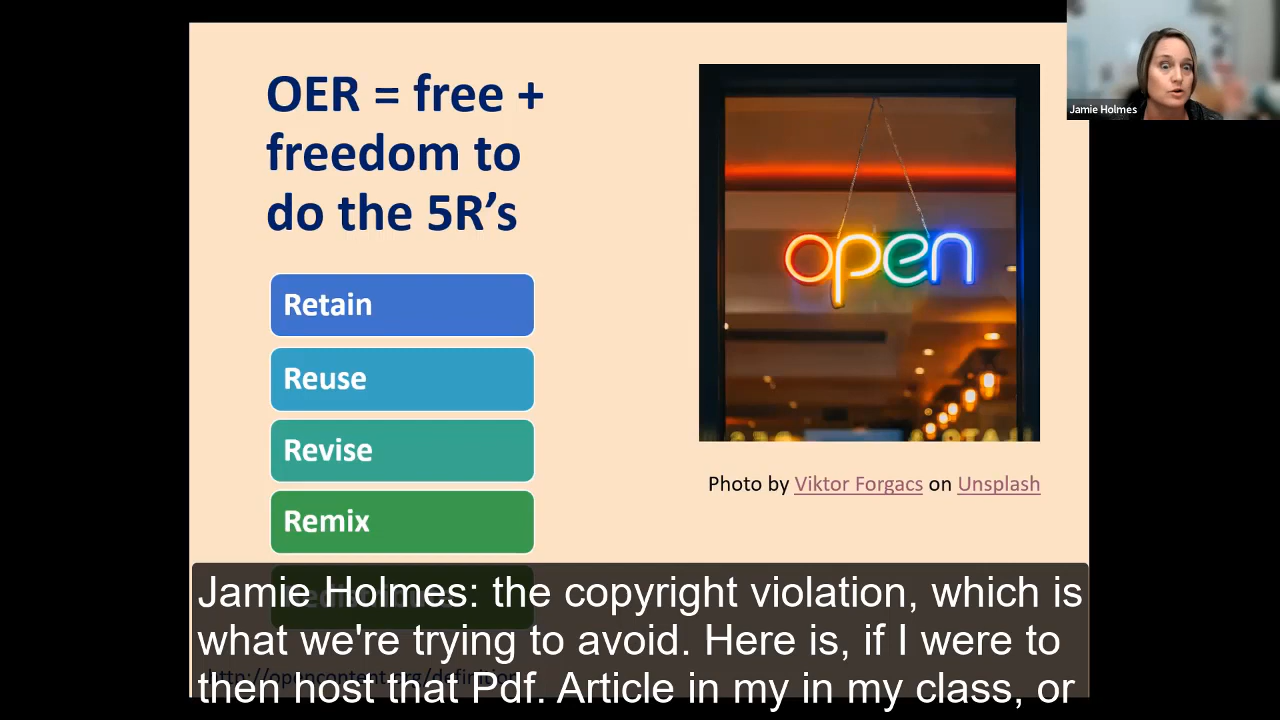 OER = free +
freedom to
do the 5R's
Retain
Reuse
Revise
Remix
open
Photo by Viktor Forgacs on Unsplash
Jamie Holmes
Jamie Holmes: the copyright violation, which is
what we're trying to avoid. Here is, if I were to
then host that Pdf. Article in my in my class, or